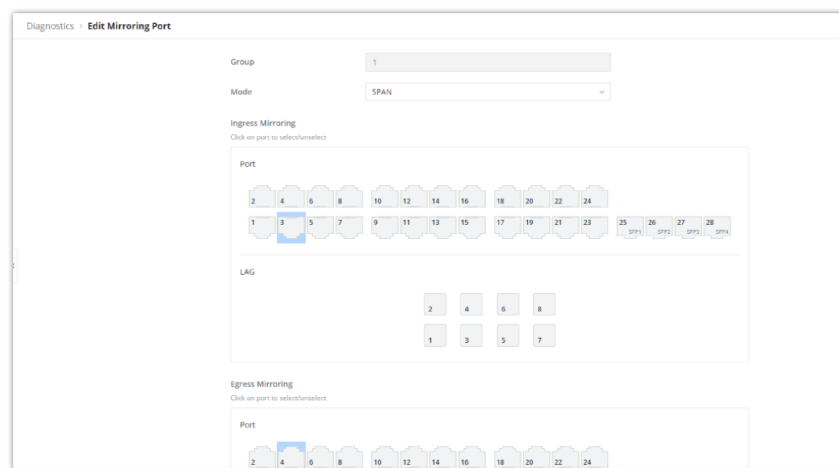 Diagnostics › Edit Mirroring Port
Group 1
Mode SPAN
Ingress Mirroring
Click on port to select/unselect
Port
2 4 6 8 10 12 14 16 18 20 22 24
1 3 5 7 9 11 13 15 17 19 21 23 25 26 27 28
SFP1 SFP2 SFP3 SFP4
LAG
2 4 6 8
1 3 5 7
Egress Mirroring
Click on port to select/unselect
Port
2 4 6 8 10 12 14 16 18 20 22 24